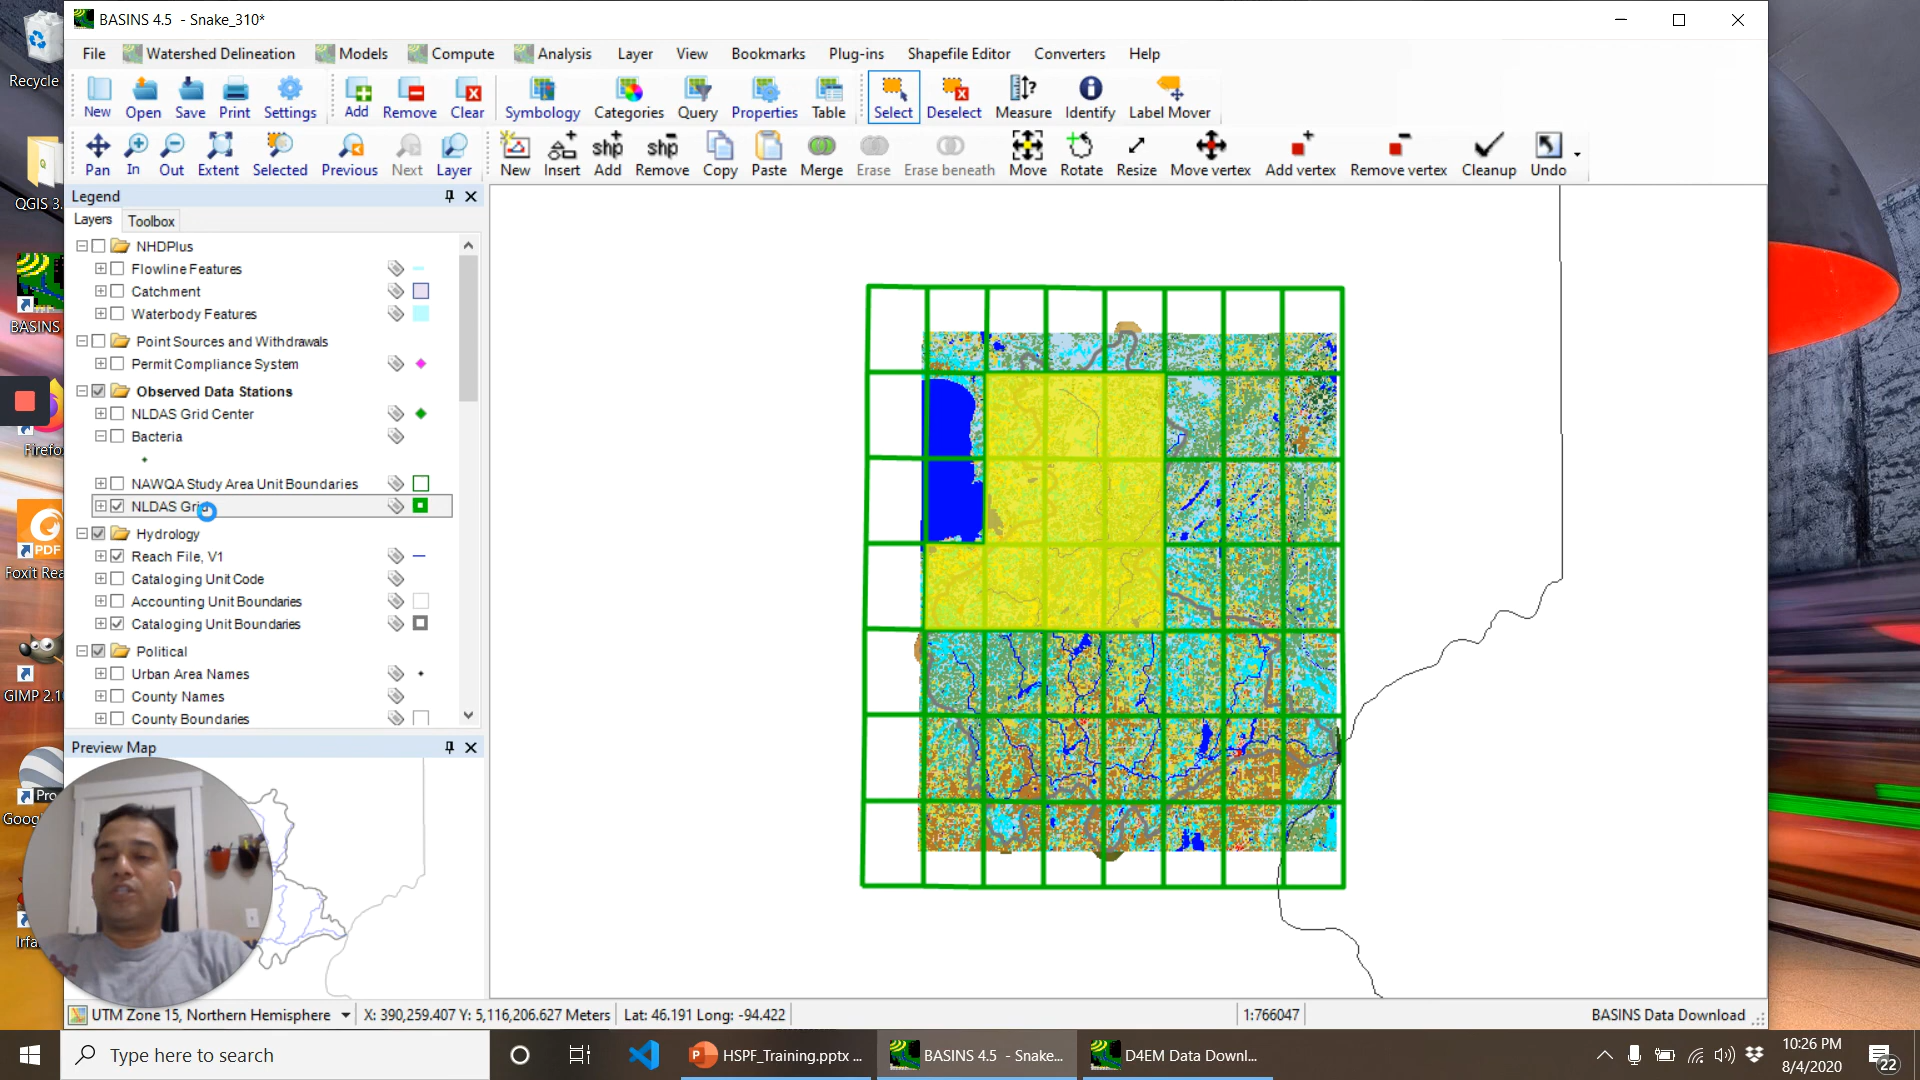 BASINS 4.5 - Snake_310*
File Watershed Delineation Models Compute Analysis Layer View Bookmarks Plug-ins Shapefile Editor Converters Help
New Open Save Print Settings Add Remove Clear Symbology Categories Query Properties Table Select Deselect Measure Identify Label Mover
Pan In Out Extent Selected Previous Next Layer New Insert Add Remove Copy Paste Merge Erase Erase beneath Move Rotate Resize Move vertex Add vertex Remove vertex Cleanup Undo
shp shp
Legend
Layers Toolbox
NHDPlus
Flowline Features
Catchment
Waterbody Features
Point Sources and Withdrawals
Permit Compliance System
Observed Data Stations
NLDAS Grid Center
Bacteria
NAWQA Study Area Unit Boundaries
NLDAS Grid
Hydrology
Reach File, V1
Cataloging Unit Code
Accounting Unit Boundaries
Cataloging Unit Boundaries
Political
Urban Area Names
County Names
County Boundaries
Preview Map
UTM Zone 15, Northern Hemisphere X: 390,259.407 Y: 5,116,206.627 Meters Lat: 46.191 Long: -94.422 1:766047 BASINS Data Download
Recycle
QGIS 3.
BASINS
Firefo
PDF
Foxit Rea
GIMP 2.1
Pro
Goog
Irfa
Type here to search
HSPF_Training.pptx ...
BASINS 4.5 - Snake...
D4EM Data Downl...
10:26 PM
8/4/2020
22